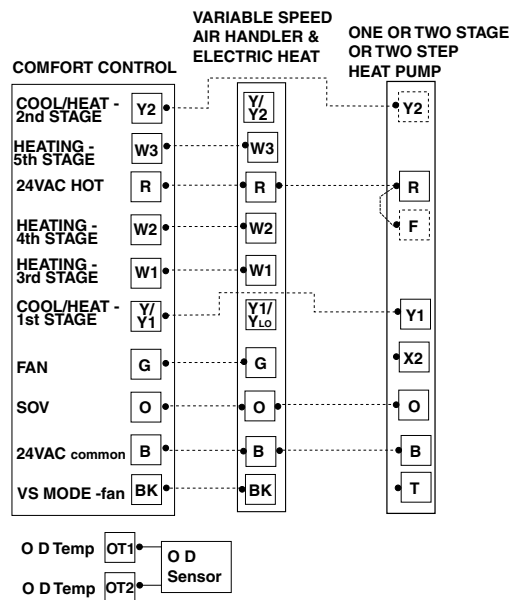 VARIABLE SPEED
AIR HANDLER &
ELECTRIC HEAT
ONE OR TWO STAGE
OR TWO STEP
HEAT PUMP
COMFORT CONTROL
COOL/HEAT -
2nd STAGE
Y2
Y/
Y2
Y2
HEATING -
5th STAGE
W3
W3
24VAC HOT
R
R
R
F
HEATING -
4th STAGE
W2
W2
HEATING -
3rd STAGE
W1
W1
COOL/HEAT -
1st STAGE
Y/
Y1
Y1/
YLO
Y1
FAN
G
G
X2
SOV
O
O
O
24VAC common
B
B
B
VS MODE -fan
BK
BK
T
O D Temp
OT1
O D
Sensor
O D Temp
OT2